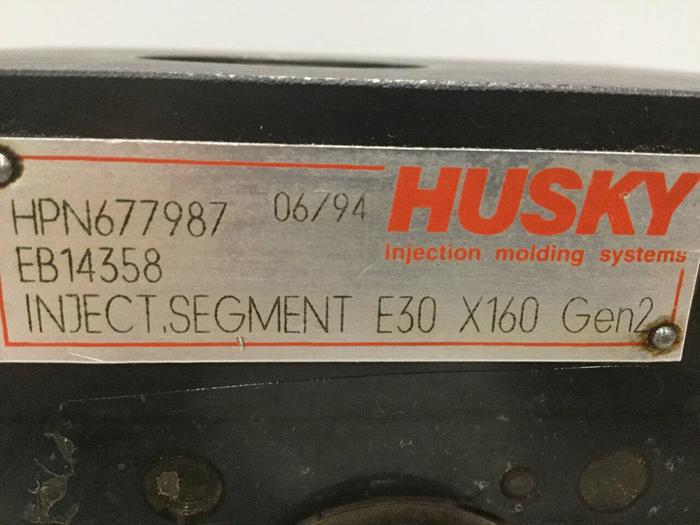 HPN677987 06/94 HUSKY
Injection molding systems
EB14358
INJECT.SEGMENT E30 X160 Gen2